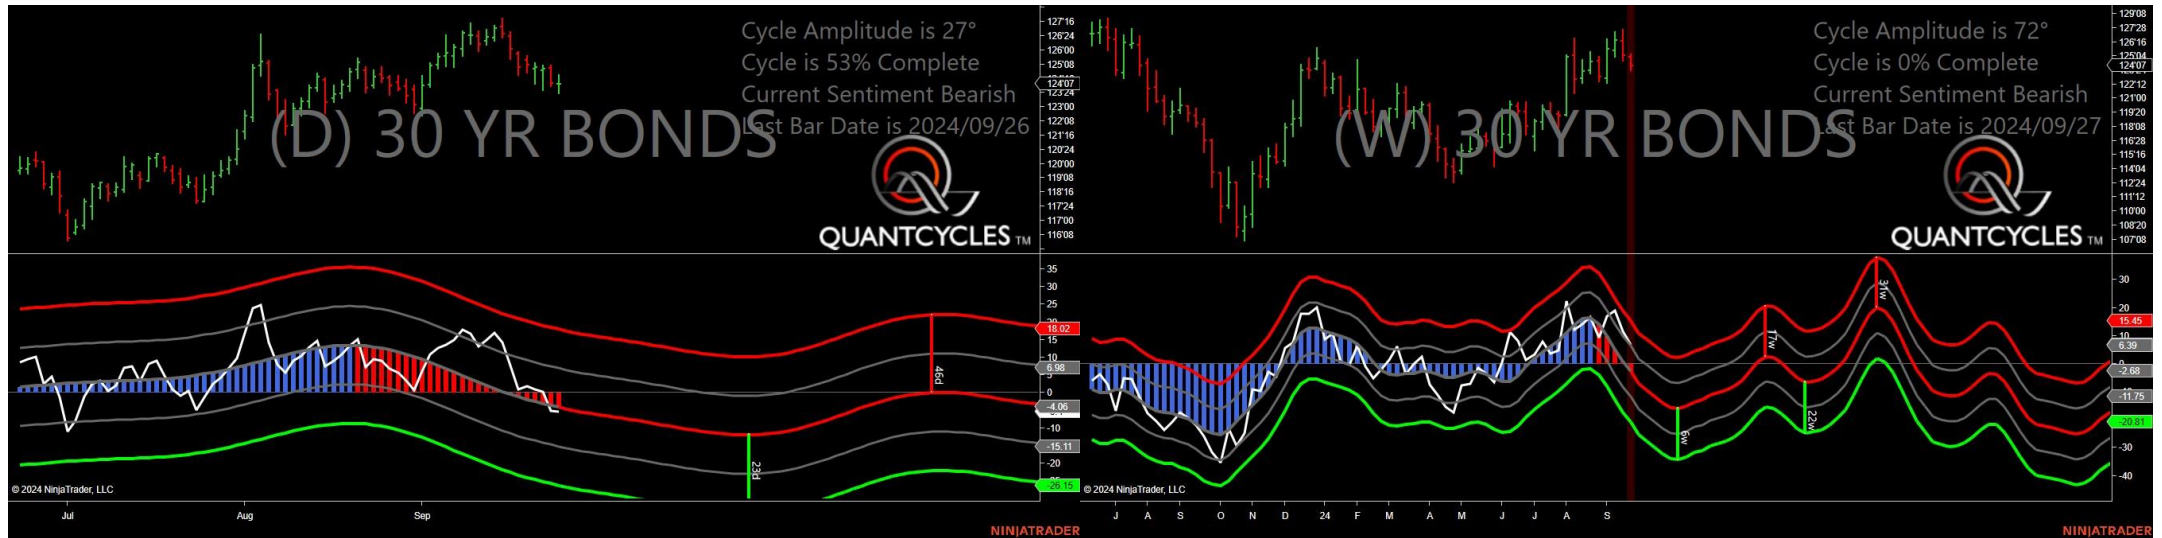 Cycle Amplitude is 27°
Cycle is 53% Complete
Current Sentiment Bearish
Last Bar Date is 2024/09/26
(D) 30 YR BONDS
QUANTCYCLES TM
127'16
126'24
126'00
125'08
124'07
123'24
123'00
122'08
121'16
120'24
120'00
119'08
118'16
117'24
117'00
116'08
35
30
25
20
18.02
15
10
6.98
5
0
-4.06
-10
-15.11
-20
-26.15
46d
23d
© 2024 NinjaTrader, LLC
Jul Aug Sep
NINJATRADER
Cycle Amplitude is 72°
Cycle is 0% Complete
Current Sentiment Bearish
Last Bar Date is 2024/09/27
(W) 30 YR BONDS
QUANTCYCLES TM
129'08
127'28
126'16
125'04
124'07
122'12
121'00
119'20
118'08
116'28
115'16
114'04
112'24
111'12
110'00
108'20
107'08
30
20
15.45
10
6.39
0
-2.68
-11.75
-20.81
-30
-40
6w
17w
22w
31w
© 2024 NinjaTrader, LLC
J A S O N D 24 F M A M J J A S
NINJATRADER